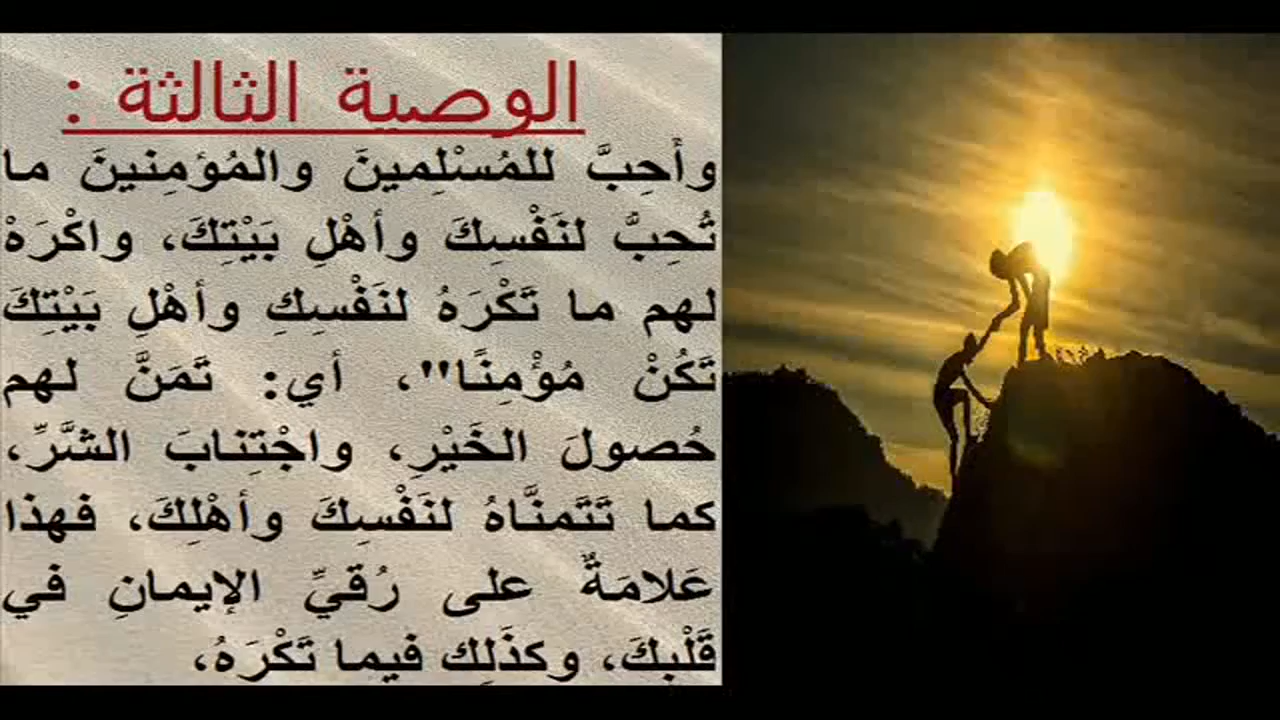 الوصية الثالثة :
وأَحِبَّ للمُسْلِمينَ والمُؤمِنينَ ما
تُحِبُّ لنَفْسِكَ وأهْلِ بَيْتِكَ، واكْرَهْ
لهم ما تَكْرَهُ لنَفْسِكِ وأهْلِ بَيْتِكَ
تَكُنْ مُؤْمِنًا"، أي: تَمَنَّ لهم
حُصولَ الخَيْرِ، واجْتِنابَ الشَّرِّ،
كما تَتَمنَّاهُ لنَفْسِكَ وأهْلِكَ، فهذا
عَلامَةٌ على رُقيِّ الإيمانِ في
قَلْبِكَ، وكذَلِك فيما تَكْرَهُ،